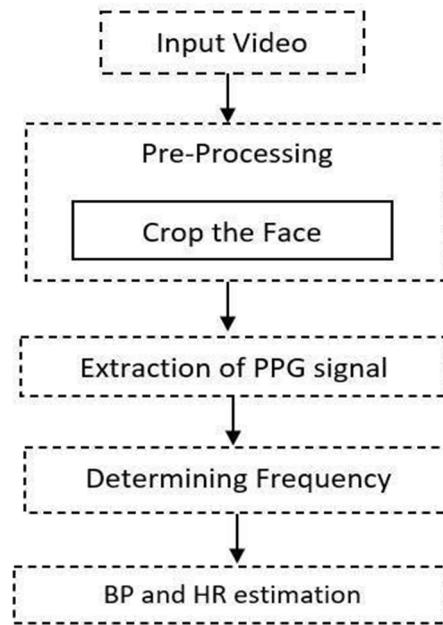 Input Video
Pre-Processing
Crop the Face
Extraction of PPG signal
Determining Frequency
BP and HR estimation